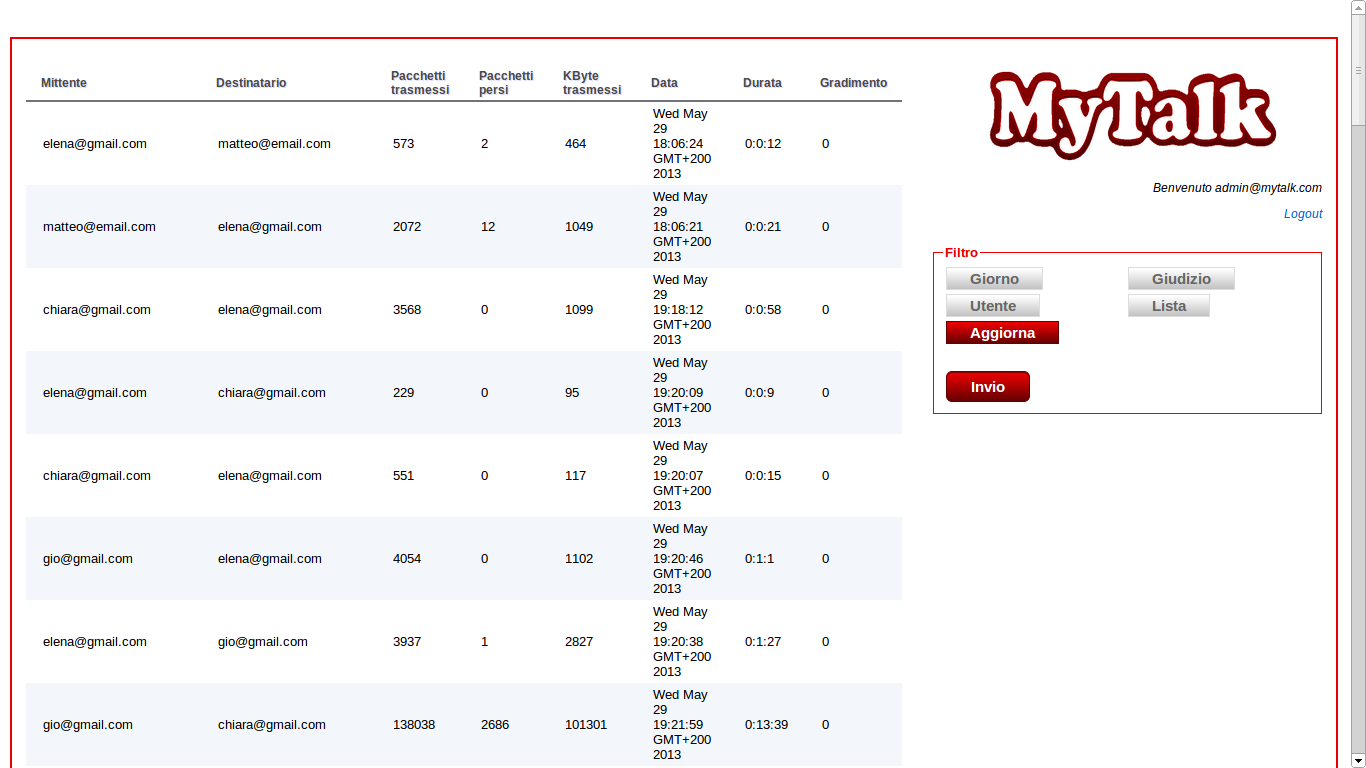 Mittente Destinatario Pacchetti trasmessi Pacchetti persi KByte trasmessi Data Durata Gradimento
elena@gmail.com matteo@email.com 573 2 464 Wed May 29 18:06:24 GMT+200 2013 0:0:12 0
matteo@email.com elena@gmail.com 2072 12 1049 Wed May 29 18:06:21 GMT+200 2013 0:0:21 0
chiara@gmail.com elena@gmail.com 3568 0 1099 Wed May 29 19:18:12 GMT+200 2013 0:0:58 0
elena@gmail.com chiara@gmail.com 229 0 95 Wed May 29 19:20:09 GMT+200 2013 0:0:9 0
chiara@gmail.com elena@gmail.com 551 0 117 Wed May 29 19:20:07 GMT+200 2013 0:0:15 0
gio@gmail.com elena@gmail.com 4054 0 1102 Wed May 29 19:20:46 GMT+200 2013 0:1:1 0
elena@gmail.com gio@gmail.com 3937 1 2827 Wed May 29 19:20:38 GMT+200 2013 0:1:27 0
gio@gmail.com chiara@gmail.com 138038 2686 101301 Wed May 29 19:21:59 GMT+200 2013 0:13:39 0
MyTalk
Benvenuto admin@mytalk.com
Logout
Filtro
Giorno Giudizio
Utente Lista
Aggiorna
Invio